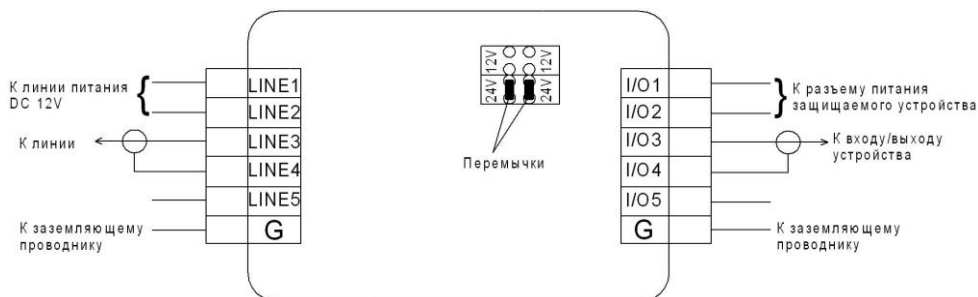 К линии питания
DC 12V
К линии
К заземляющему
проводнику
LINE1
LINE2
LINE3
LINE4
LINE5
G
12V
12V
24V
24V
Перемычки
I/O1
I/O2
I/O3
I/O4
I/O5
G
К разъему питания
защищаемого устройства
К входу/выходу
устройства
К заземляющему
проводнику